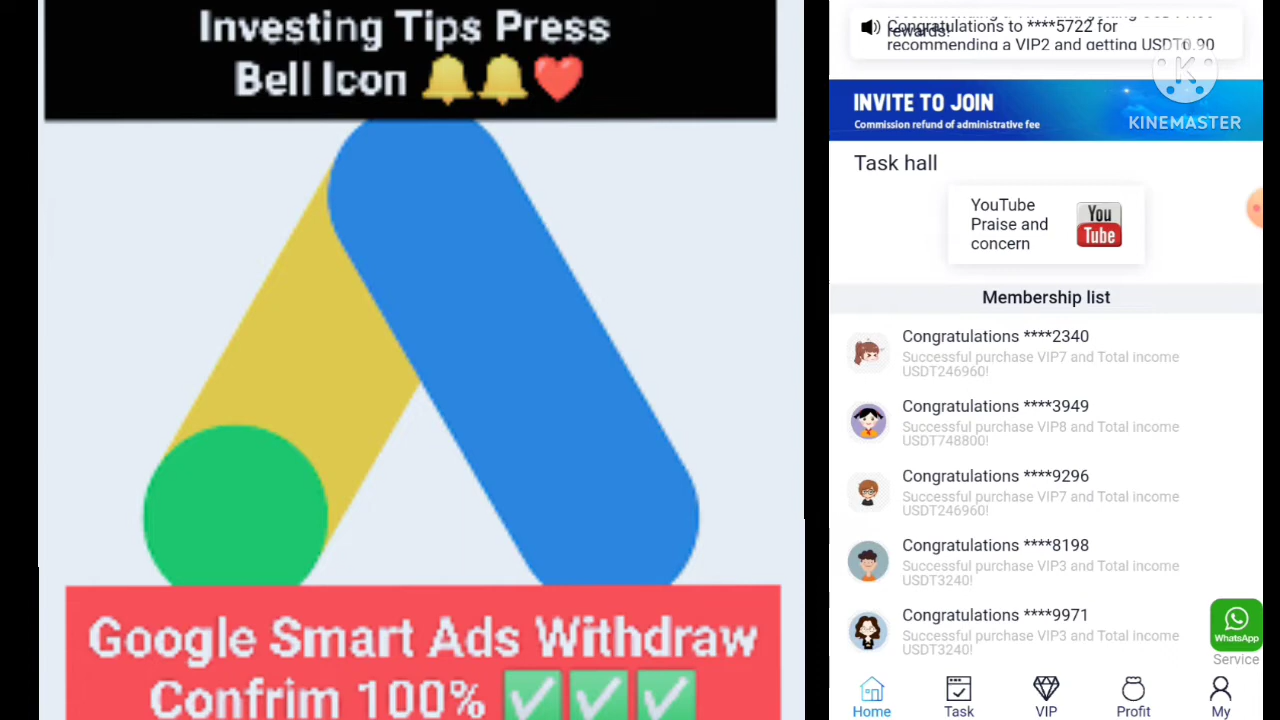 Investing Tips Press
Bell Icon 🔔🔔❤️
Google Smart Ads Withdraw
Confrim 100% ✅✅✅
Congratulations to ****5722 for
rewards!
recommending a VIP2 and getting USDT0.90
INVITE TO JOIN
Commission refund of administrative fee
K
KINEMASTER
Task hall
YouTube
Praise and
concern
You
Tube
Membership list
Congratulations ****2340
Successful purchase VIP7 and Total income
USDT246960!
Congratulations ****3949
Successful purchase VIP8 and Total income
USDT748800!
Congratulations ****9296
Successful purchase VIP7 and Total income
USDT246960!
Congratulations ****8198
Successful purchase VIP3 and Total income
USDT3240!
Congratulations ****9971
Successful purchase VIP3 and Total income
USDT3240!
WhatsApp
Service
Home
Task
VIP
Profit
My